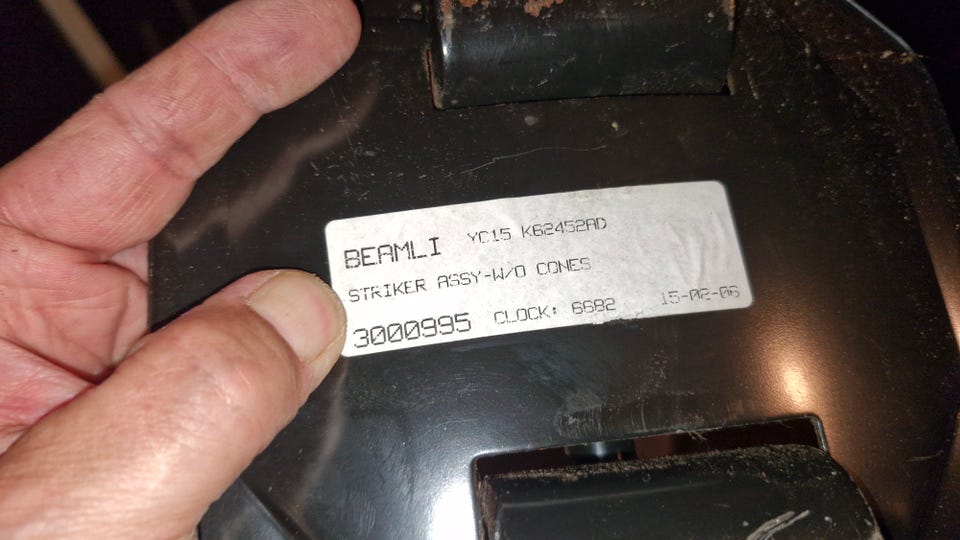 BEAMLI YC15 K62452AD
STRIKER ASSY-W/O CONES
3000995 CLOCK: 6682 15-02-06